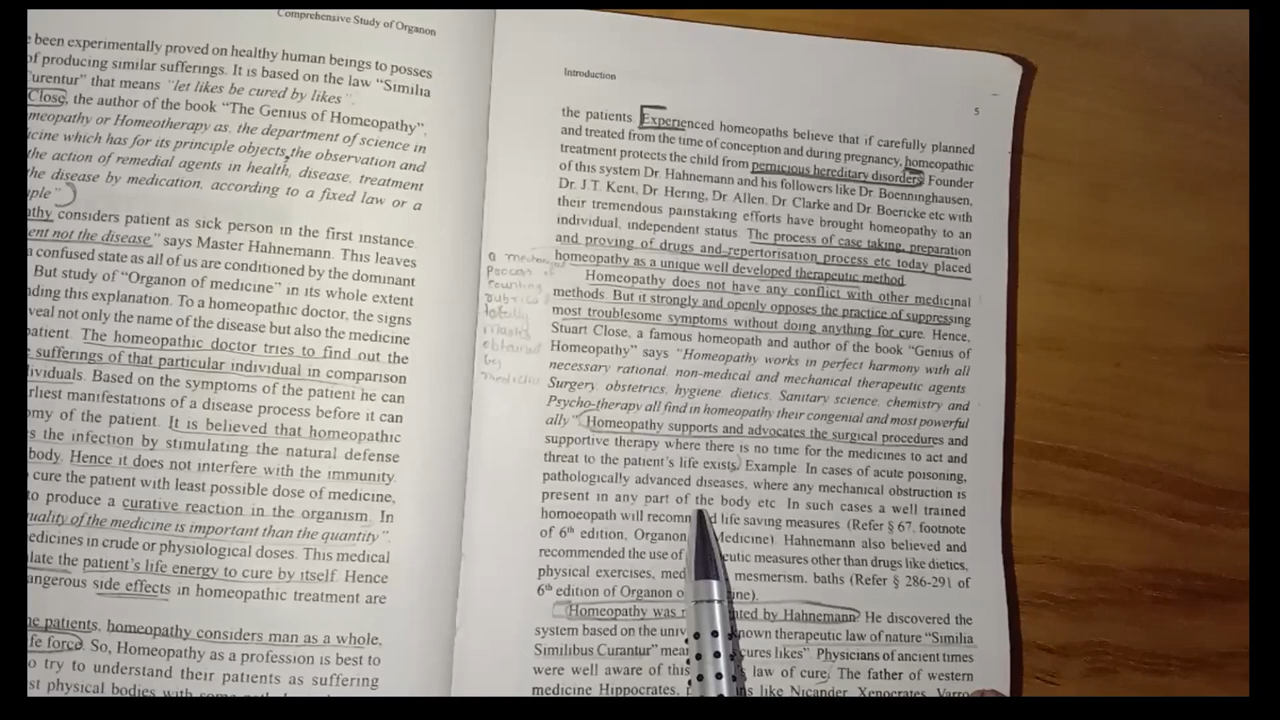 Comprehensive Study of Organon
been experimentally proved on healthy human beings to posses
of producing similar sufferings. It is based on the law "Similia
Curentur" that means "let likes be cured by likes".
Close, the author of the book "The Genius of Homeopathy",
meopathy or Homeotherapy as, the department of science in
cine which has for its principle objects, the observation and
the action of remedial agents in health, disease, treatment
the disease by medication, according to a fixed law or a
ple"
athy considers patient as sick person in the first instance.
ent not the disease" says Master Hahnemann. This leaves
a confused state as all of us are conditioned by the dominant
But study of "Organon of medicine" in its whole extent
nding this explanation. To a homeopathic doctor, the signs
veal not only the name of the disease but also the medicine
patient. The homeopathic doctor tries to find out the
sufferings of that particular individual in comparison
ividuals. Based on the symptoms of the patient he can
rliest manifestations of a disease process before it can
omy of the patient. It is believed that homeopathic
es the infection by stimulating the natural defense
body. Hence it does not interfere with the immunity.
cure the patient with least possible dose of medicine,
to produce a curative reaction in the organism. In
quality of the medicine is important than the quantity".
edicines in crude or physiological doses. This medical
late the patient's life energy to cure by itself. Hence
angerous side effects in homeopathic treatment are
he patients, homeopathy considers man as a whole,
fe force. So, Homeopathy as a profession is best to
o try to understand their patients as suffering
st physical bodies with some
Introduction
5
the patients. Experienced homeopaths believe that if carefully planned
and treated from the time of conception and during pregnancy, homeopathic
treatment protects the child from pernicious hereditary disorders. Founder
of this system Dr. Hahnemann and his followers like Dr. Boenninghausen,
Dr. J.T. Kent, Dr Hering, Dr. Allen, Dr. Clarke and Dr Boericke etc with
their tremendous painstaking efforts have brought homeopathy to an
individual, independent status. The process of case taking, preparation
and proving of drugs and repertorisation process etc today placed
homeopathy as a unique well developed therapeutic method.
Homeopathy does not have any conflict with other medicinal
methods. But it strongly and openly opposes the practice of suppressing
most troublesome symptoms without doing anything for cure. Hence,
Stuart Close, a famous homeopath and author of the book "Genius of
Homeopathy" says "Homeopathy works in perfect harmony with all
necessary rational, non-medical and mechanical therapeutic agents.
Surgery, obstetrics, hygiene, dietics, Sanitary science, chemistry and
Psycho-therapy all find in homeopathy their congenial and most powerful
ally". Homeopathy supports and advocates the surgical procedures and
supportive therapy where there is no time for the medicines to act and
threat to the patient's life exists. Example. In cases of acute poisoning,
pathologically advanced diseases, where any mechanical obstruction is
present in any part of the body etc. In such cases a well trained
homoeopath will recom d life saving measures (Refer § 67, footnote
of 6th edition, Organon Medicine). Hahnemann also believed and
recommended the use of eutic measures other than drugs like dietics,
physical exercises, med mesmerism, baths (Refer § 286-291 of
6th edition of Organon o ine).
Homeopathy was ted by Hahnemann. He discovered the
system based on the univ known therapeutic law of nature "Similia
Similibus Curantur" mea cures likes". Physicians of ancient times
were well aware of this law of cure. The father of western
medicine Hippocrates, ns like Nicander, Xenocrates, Varro
a
Process of
counting
rubrics
totally
obtained
by